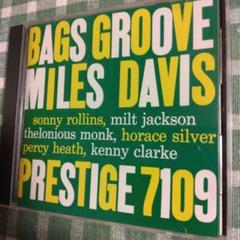 BAGS GROOVE
MILES DAVIS
sonny rollins, milt jackson
thelonious monk, horace silver
percy heath, kenny clarke
PRESTIGE 7109